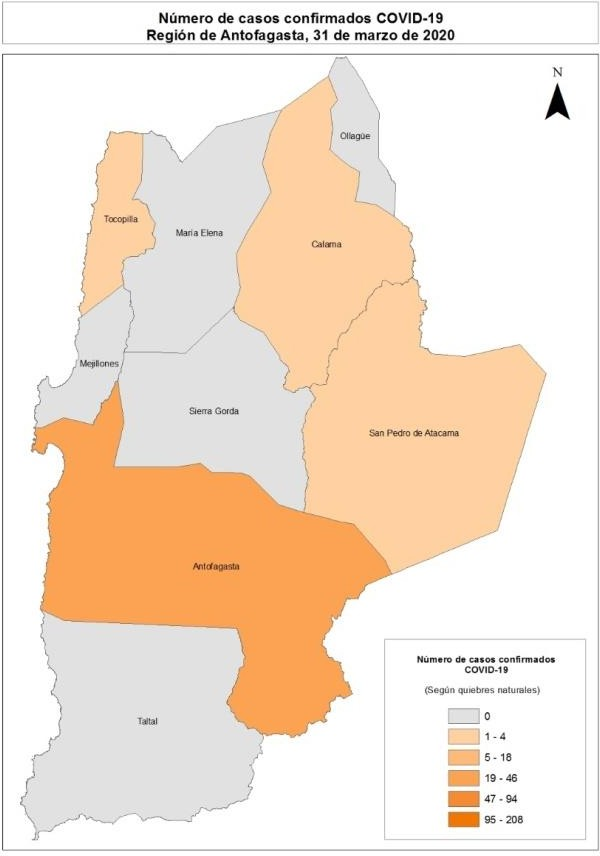 Número de casos confirmados COVID-19
Región de Antofagasta, 31 de marzo de 2020
N
Ollagüe
Tocopilla
María Elena
Calama
Mejillones
Sierra Gorda
San Pedro de Atacama
Antofagasta
Taltal
Número de casos confirmados
COVID-19
(Según quiebres naturales)
0
1 - 4
5 - 18
19 - 46
47 - 94
95 - 208